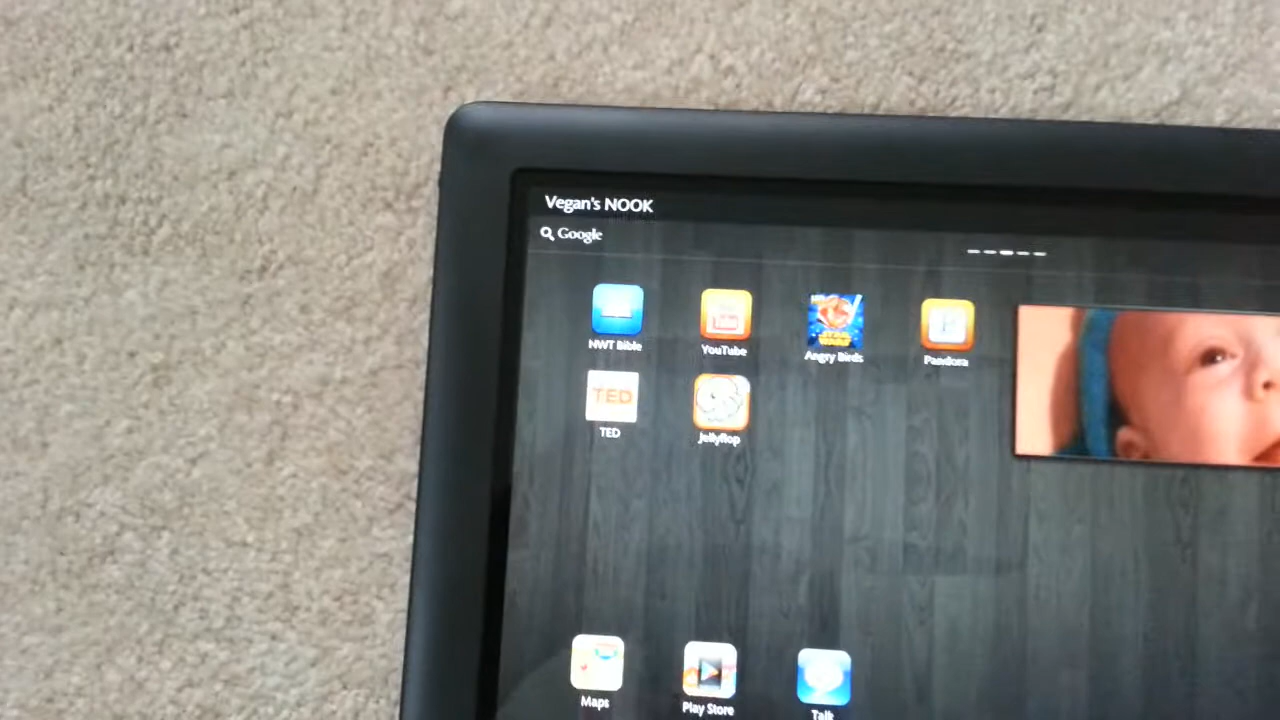 Vegan's NOOK
Google
NWT Bible
YouTube
Angry Birds
Pandora
TED
TED
Jellyflop
Maps
Play Store
Talk